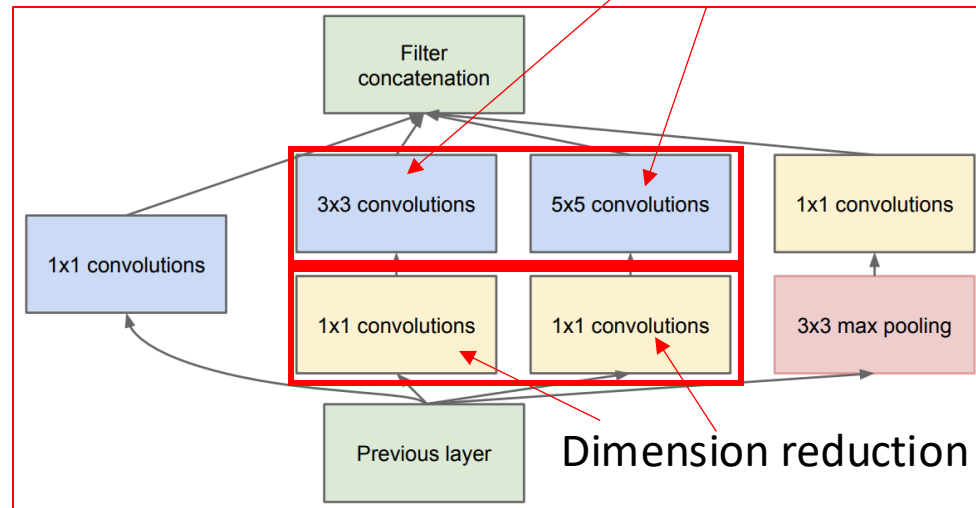 Filter
concatenation
3x3 convolutions
5x5 convolutions
1x1 convolutions
1x1 convolutions
1x1 convolutions
1x1 convolutions
3x3 max pooling
Previous layer
Dimension reduction